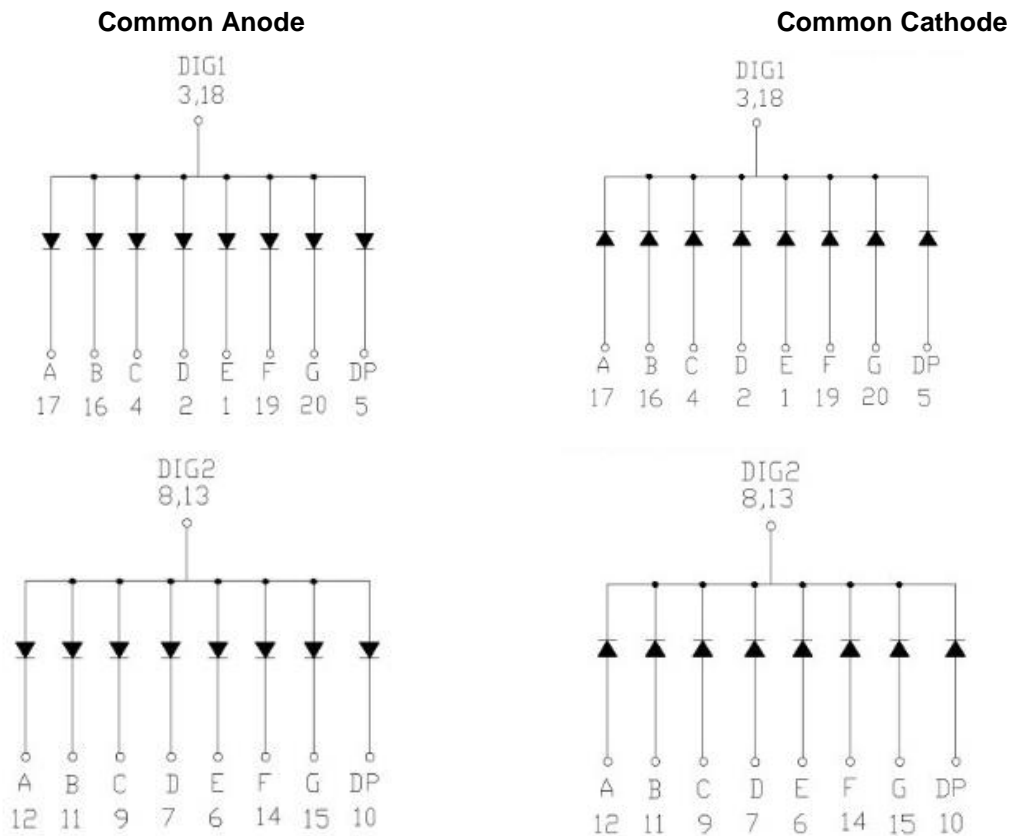 Common Anode
Common Cathode
DIG1
3,18
A B C D E F G DP
17 16 4 2 1 19 20 5
DIG1
3,18
A B C D E F G DP
17 16 4 2 1 19 20 5
DIG2
8,13
A B C D E F G DP
12 11 9 7 6 14 15 10
DIG2
8,13
A B C D E F G DP
12 11 9 7 6 14 15 10